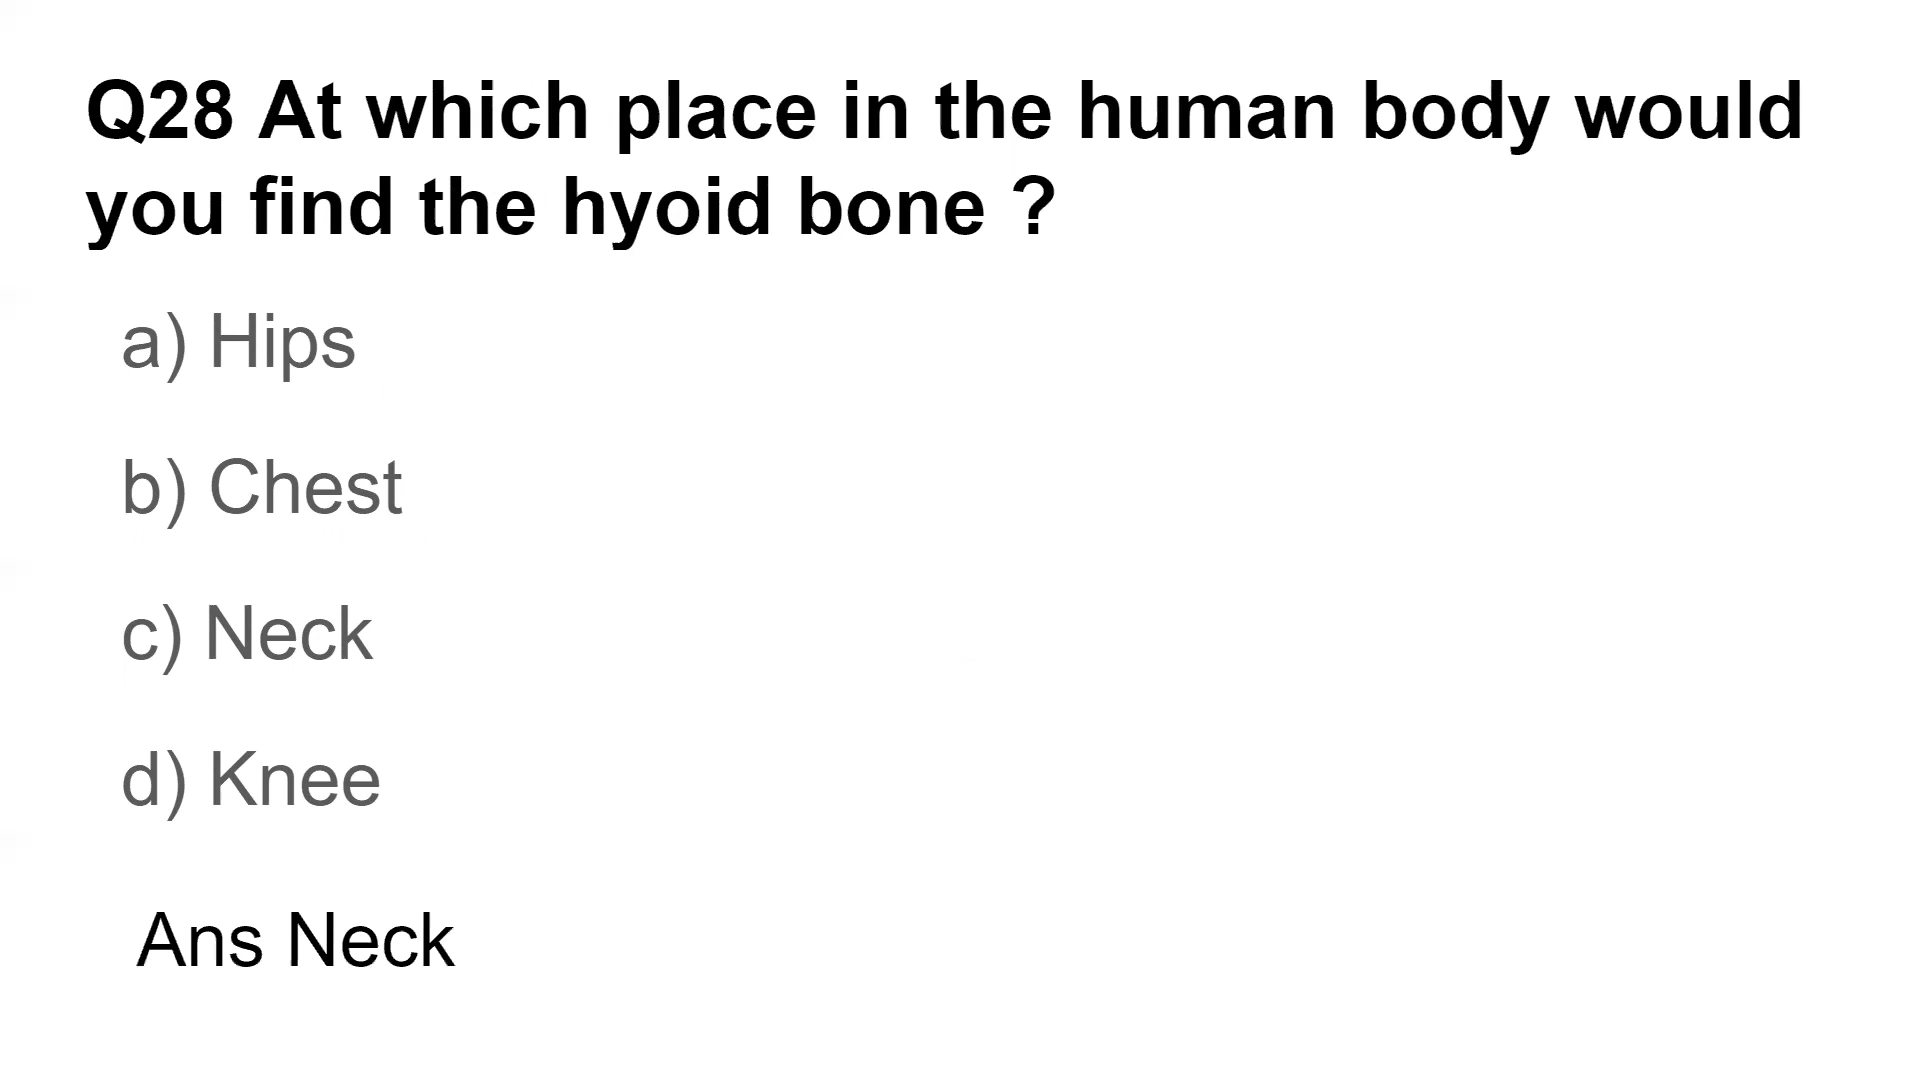 Q28 At which place in the human body would
you find the hyoid bone ?
a) Hips
b) Chest
c) Neck
d) Knee
Ans Neck